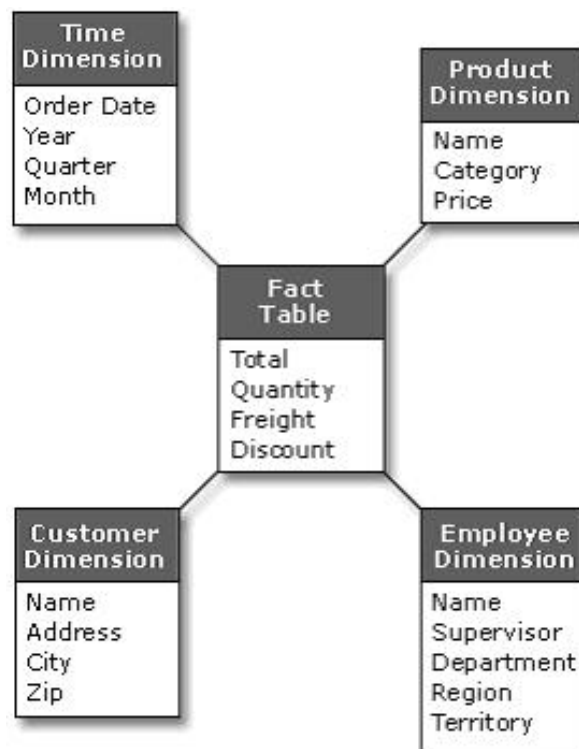 Time
Dimension
Order Date
Year
Quarter
Month
Product
Dimension
Name
Category
Price
Fact
Table
Total
Quantity
Freight
Discount
Customer
Dimension
Name
Address
City
Zip
Employee
Dimension
Name
Supervisor
Department
Region
Territory